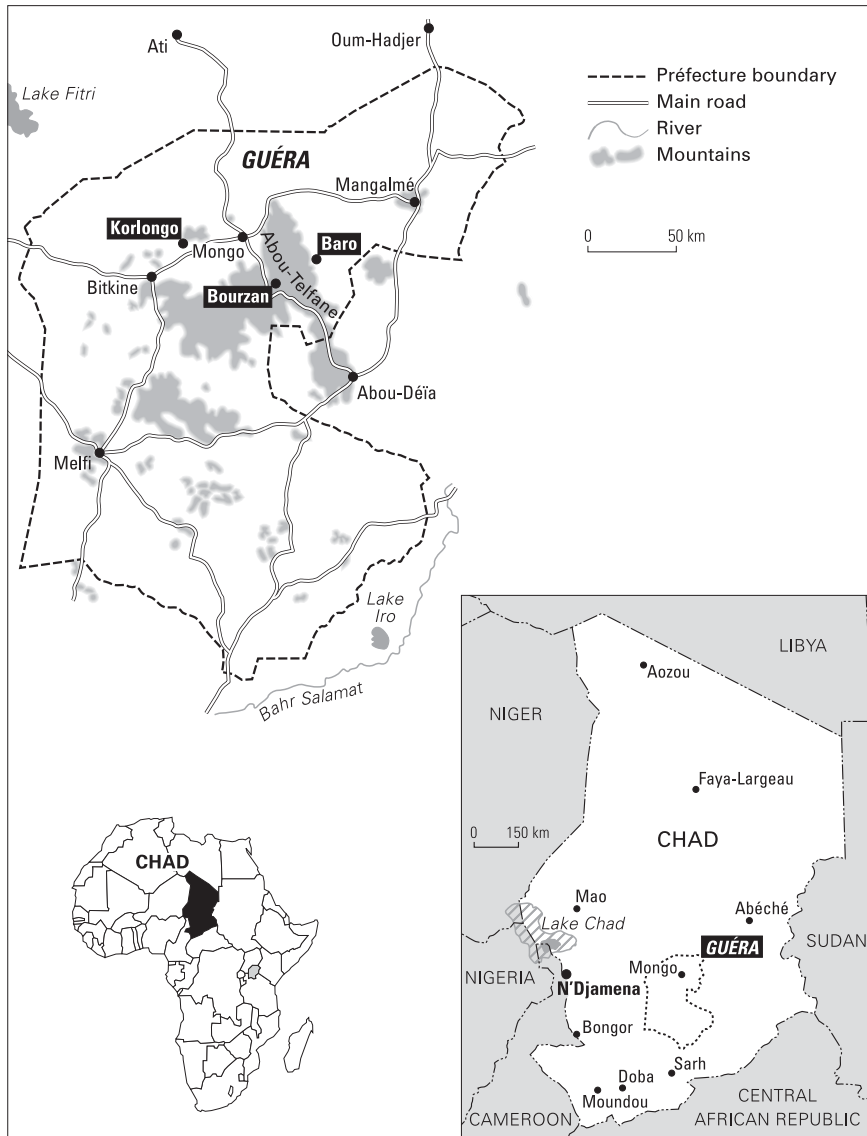 Ati
Oum-Hadjer
Lake Fitri
Préfecture boundary
Main road
River
Mountains
0 50 km
GUÉRA
Mangalmé
Korlongo
Mongo
Baro
Abou-Telfane
Bitkine
Bourzan
Abou-Déïa
Melfi
Lake
Iro
Bahr Salamat
CHAD
LIBYA
Aozou
NIGER
Faya-Largeau
0 150 km
CHAD
Mao
Abéché
Lake Chad
GUÉRA
SUDAN
NIGERIA
Mongo
N'Djamena
Bongor
Sarh
Doba
Moundou
CENTRAL
AFRICAN REPUBLIC
CAMEROON